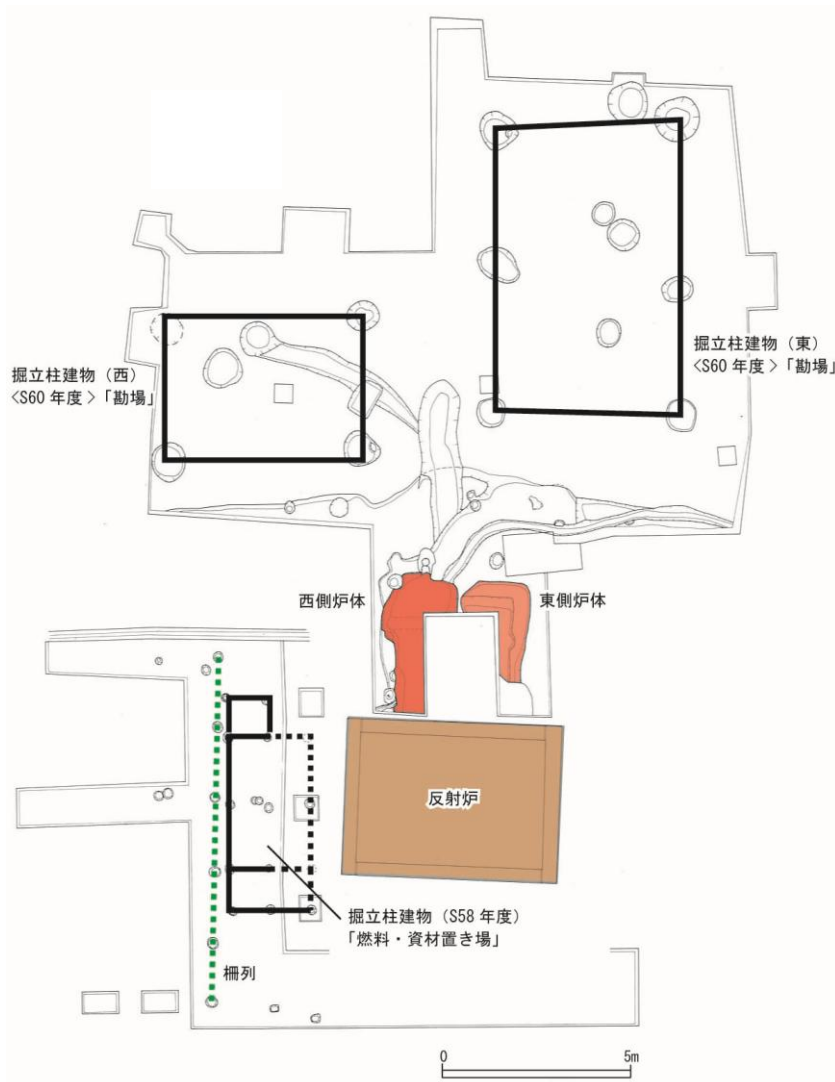 掘立柱建物（東）
<S60 年度>「勘場」
掘立柱建物（西）
<S60 年度>「勘場」
西側炉体
東側炉体
反射炉
掘立柱建物（S58 年度）
「燃料・資材置き場」
柵列
0
5m